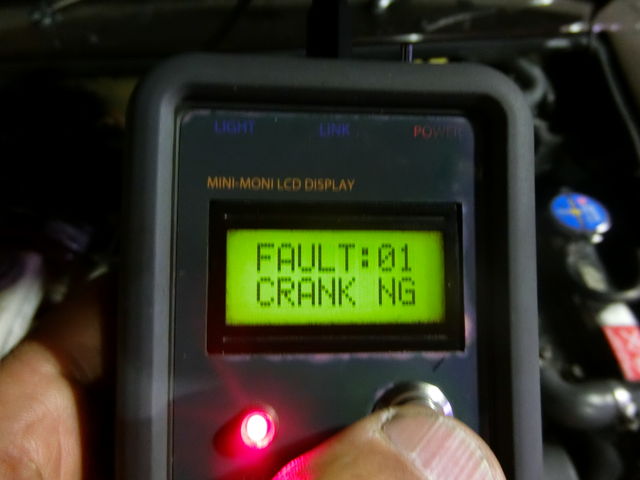 LIGHT LINK POWER
MINI-MONI LCD DISPLAY
FAULT:01
CRANK NG